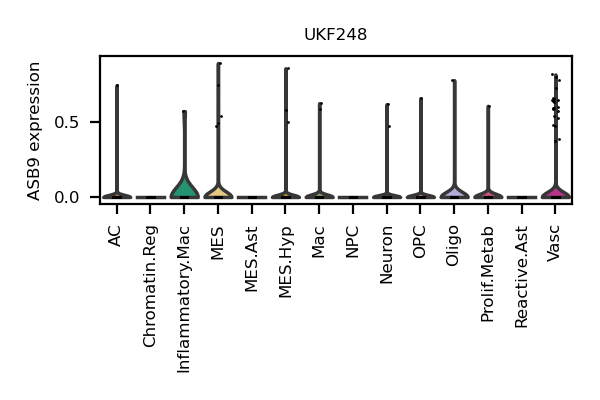 UKF248
ASB9 expression
0.5
0.0
AC
Chromatin.Reg
Inflammatory.Mac
MES
MES.Ast
MES.Hyp
Mac
NPC
Neuron
OPC
Oligo
Prolif.Metab
Reactive.Ast
Vasc